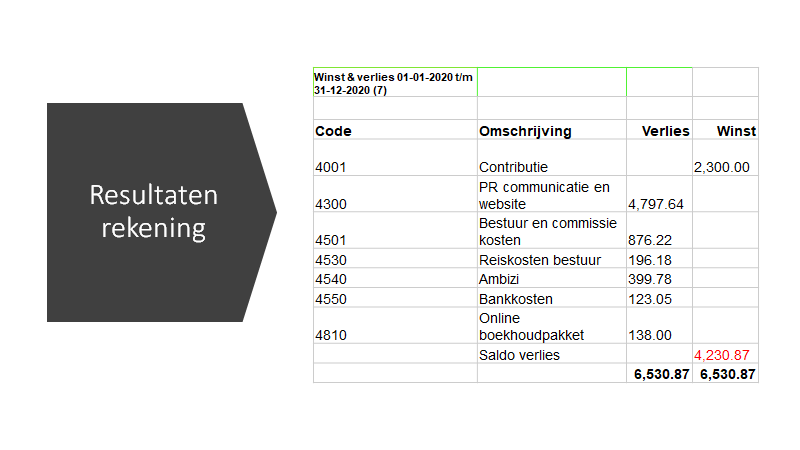 Resultaten
rekening
Winst & verlies 01-01-2020 t/m
31-12-2020 (7)
Code Omschrijving Verlies Winst
4001 Contributie 2,300.00
PR communicatie en
4300 website 4,797.64
Bestuur en commissie
4501 kosten 876.22
4530 Reiskosten bestuur 196.18
4540 Ambizi 399.78
4550 Bankkosten 123.05
Online
4810 boekhoudpakket 138.00
Saldo verlies 4,230.87
6,530.87 6,530.87